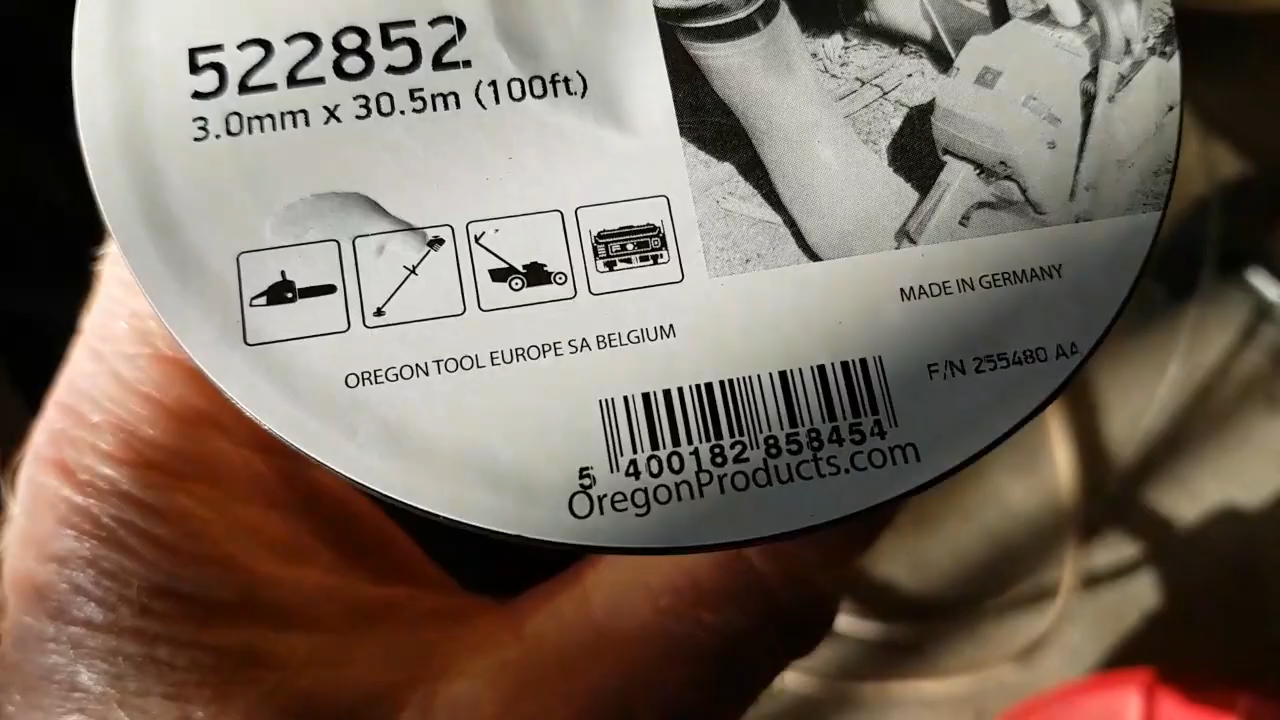 522852
3.0mm x 30.5m (100ft.)
MADE IN GERMANY
OREGON TOOL EUROPE SA BELGIUM
F/N 255480 AA
5 400182 858454
OregonProducts.com